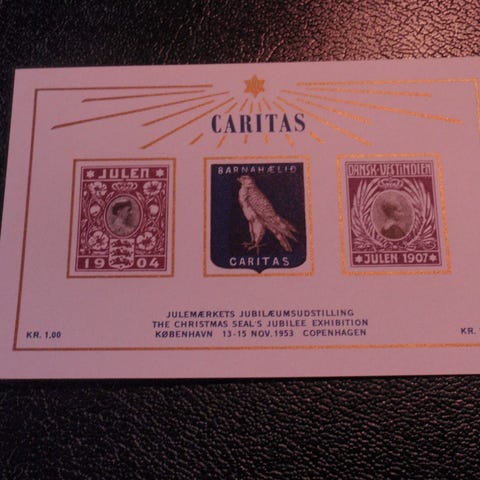 CARITAS
JULEN
1904
BARNAHÆLIÐ
CARITAS
DANSK-VESTINDIEN
JULEN 1907
JULEMÆRKETS JUBILÆUMSUDSTILLING
THE CHRISTMAS SEAL'S JUBILEE EXHIBITION
KØBENHAVN 13-15 NOV. 1953 COPENHAGEN
KR. 1,00
KR.